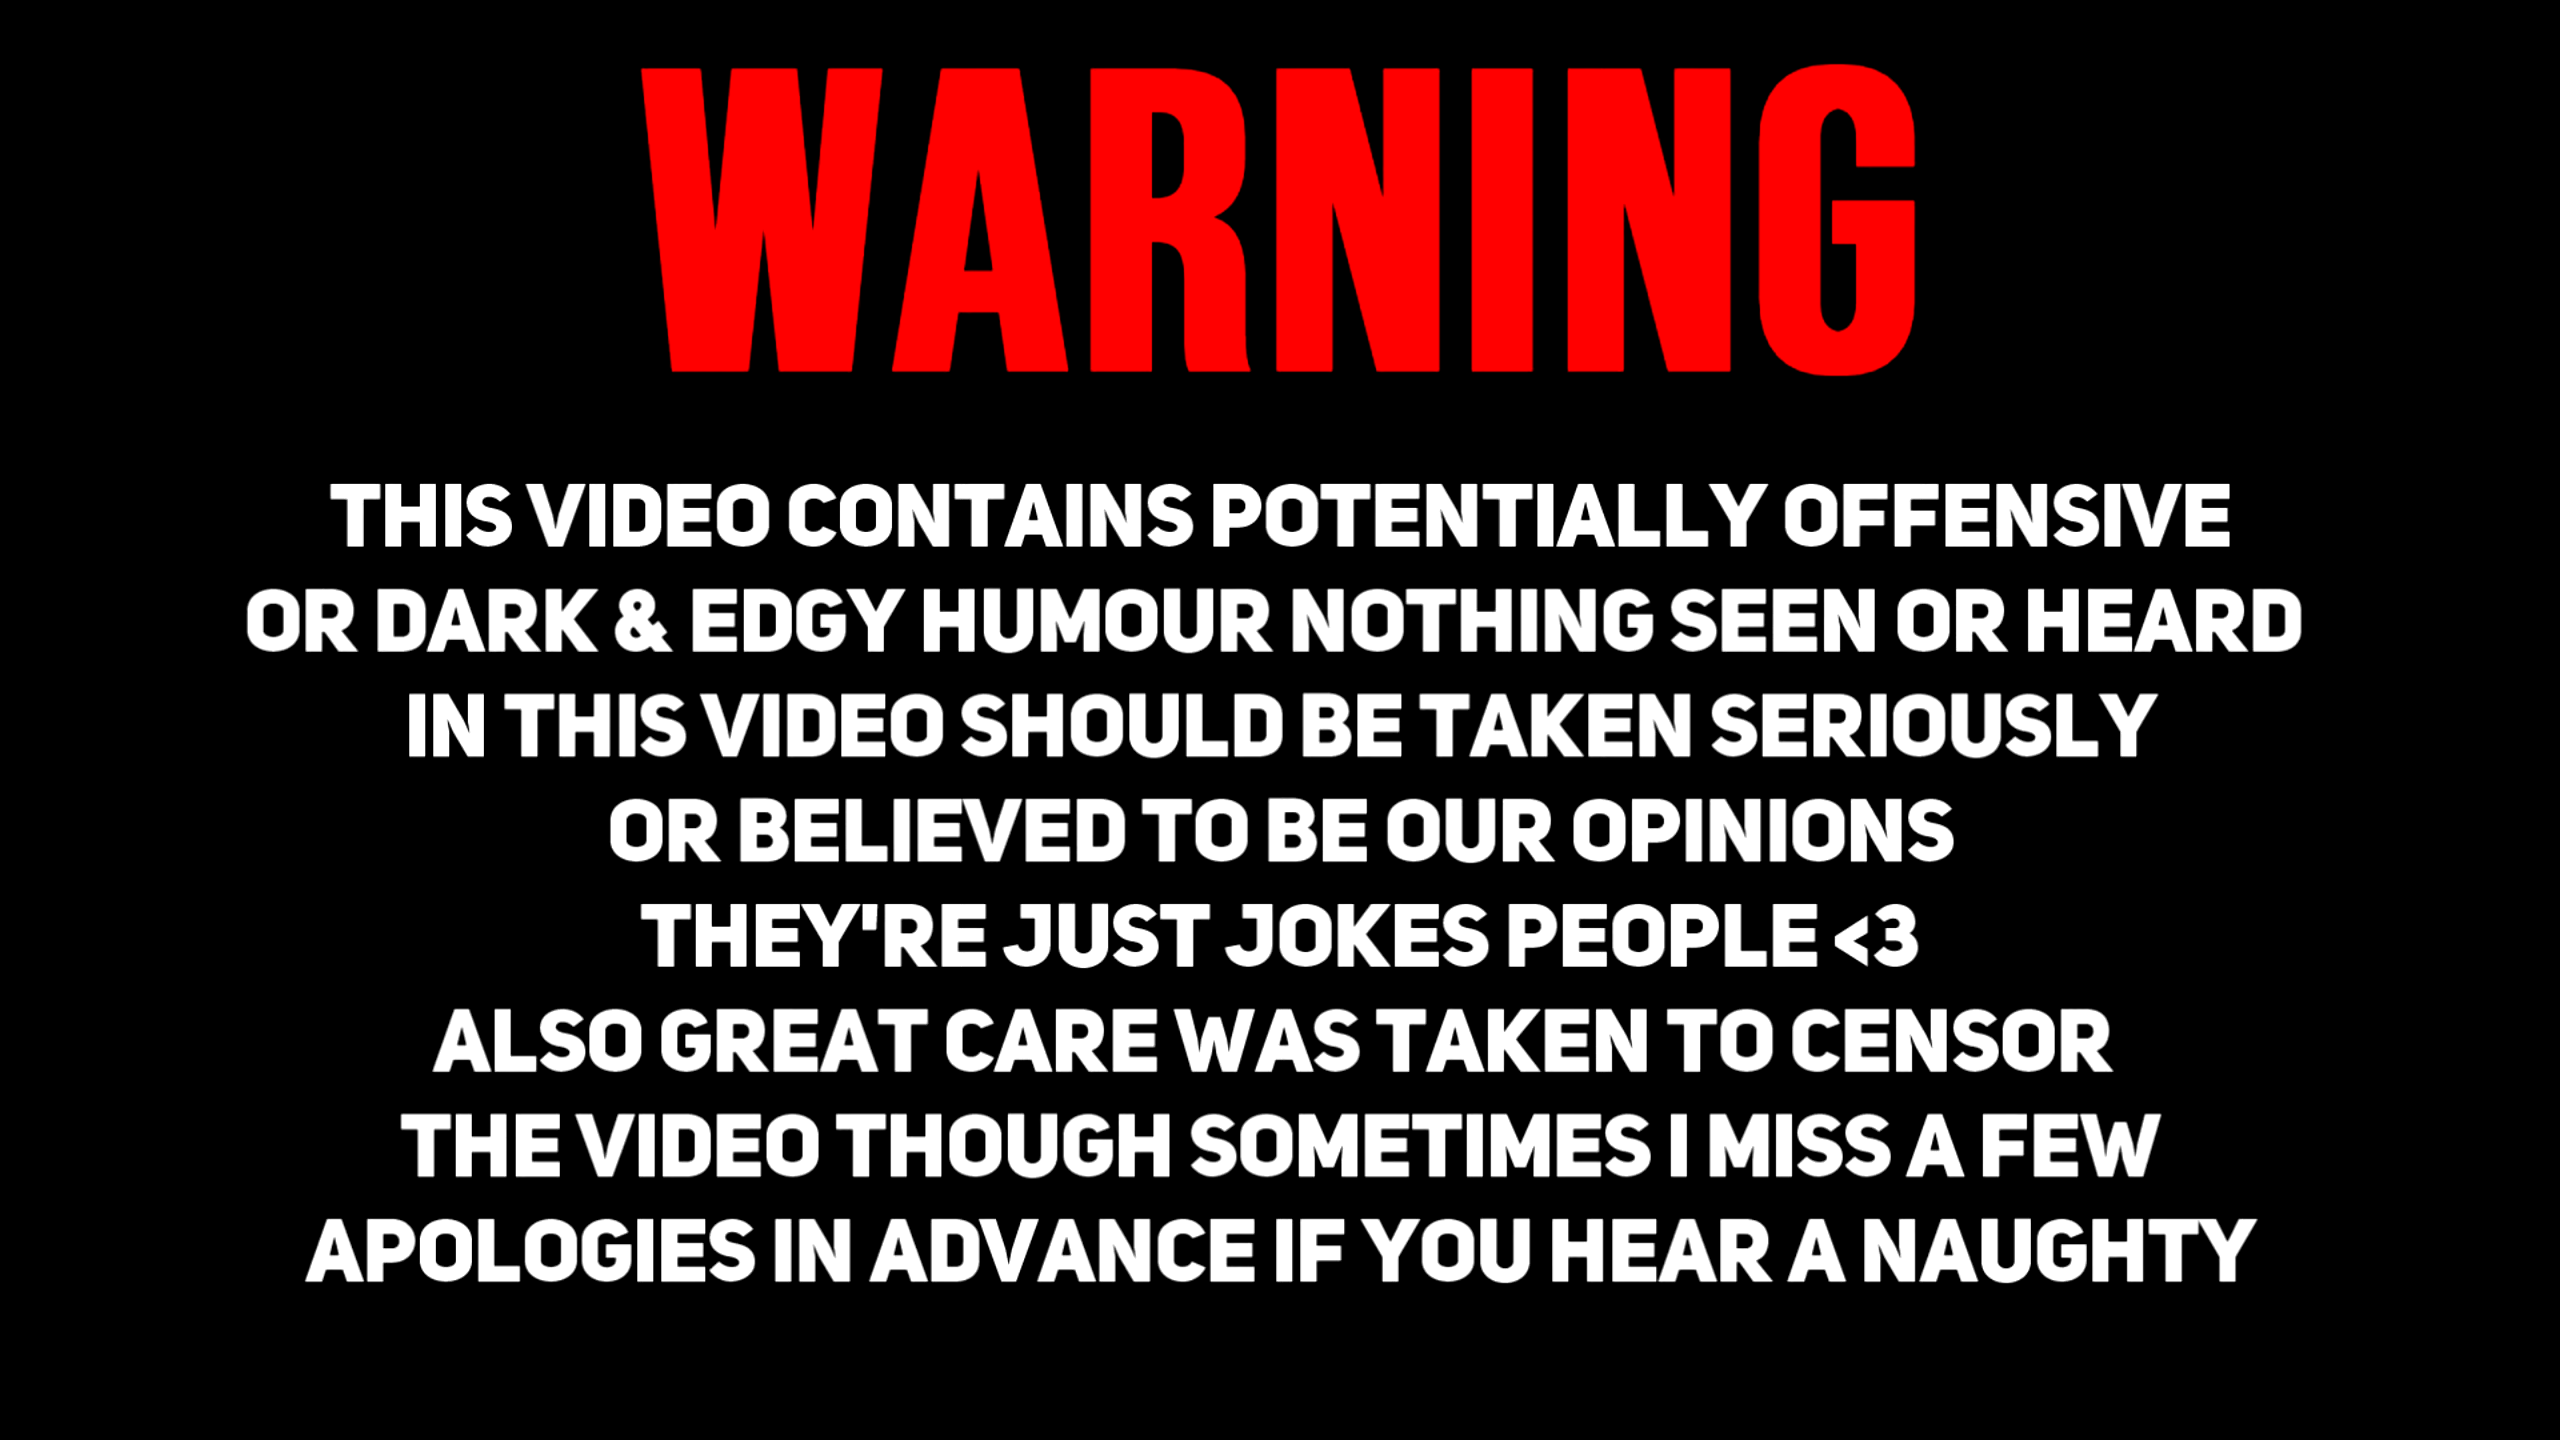 WARNING
THIS VIDEO CONTAINS POTENTIALLY OFFENSIVE
OR DARK & EDGY HUMOUR NOTHING SEEN OR HEARD
IN THIS VIDEO SHOULD BE TAKEN SERIOUSLY
OR BELIEVED TO BE OUR OPINIONS
THEY'RE JUST JOKES PEOPLE <3
ALSO GREAT CARE WAS TAKEN TO CENSOR
THE VIDEO THOUGH SOMETIMES I MISS A FEW
APOLOGIES IN ADVANCE IF YOU HEAR A NAUGHTY